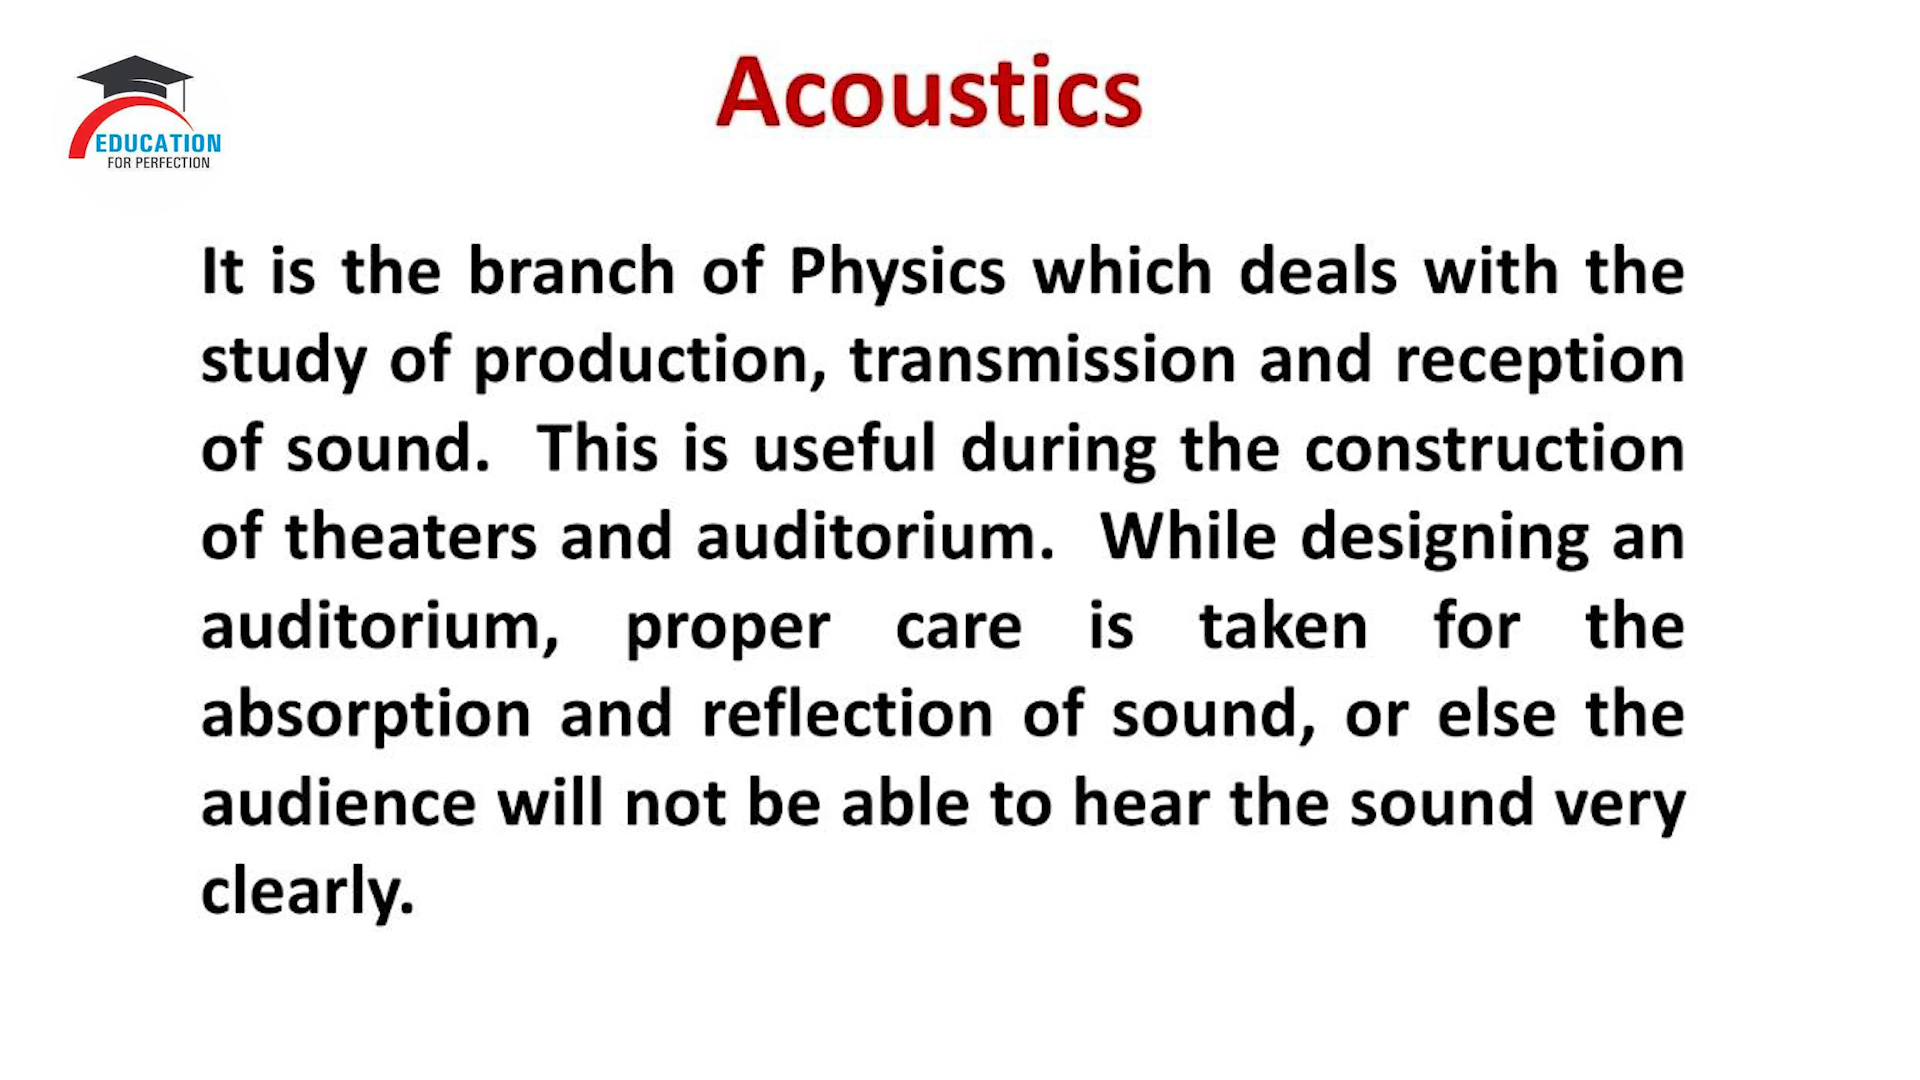 Acoustics
EDUCATION
FOR PERFECTION
It is the branch of Physics which deals with the
study of production, transmission and reception
of sound. This is useful during the construction
of theaters and auditorium. While designing an
auditorium, proper care is taken for the
absorption and reflection of sound, or else the
audience will not be able to hear the sound very
clearly.